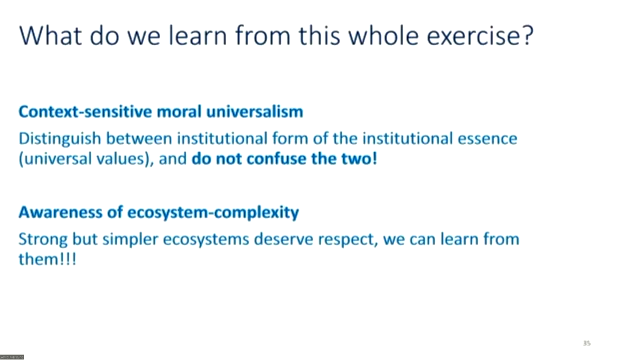 What do we learn from this whole exercise?
Context-sensitive moral universalism
Distinguish between institutional form of the institutional essence
(universal values), and do not confuse the two!
Awareness of ecosystem-complexity
Strong but simpler ecosystems deserve respect, we can learn from
them!!!
35